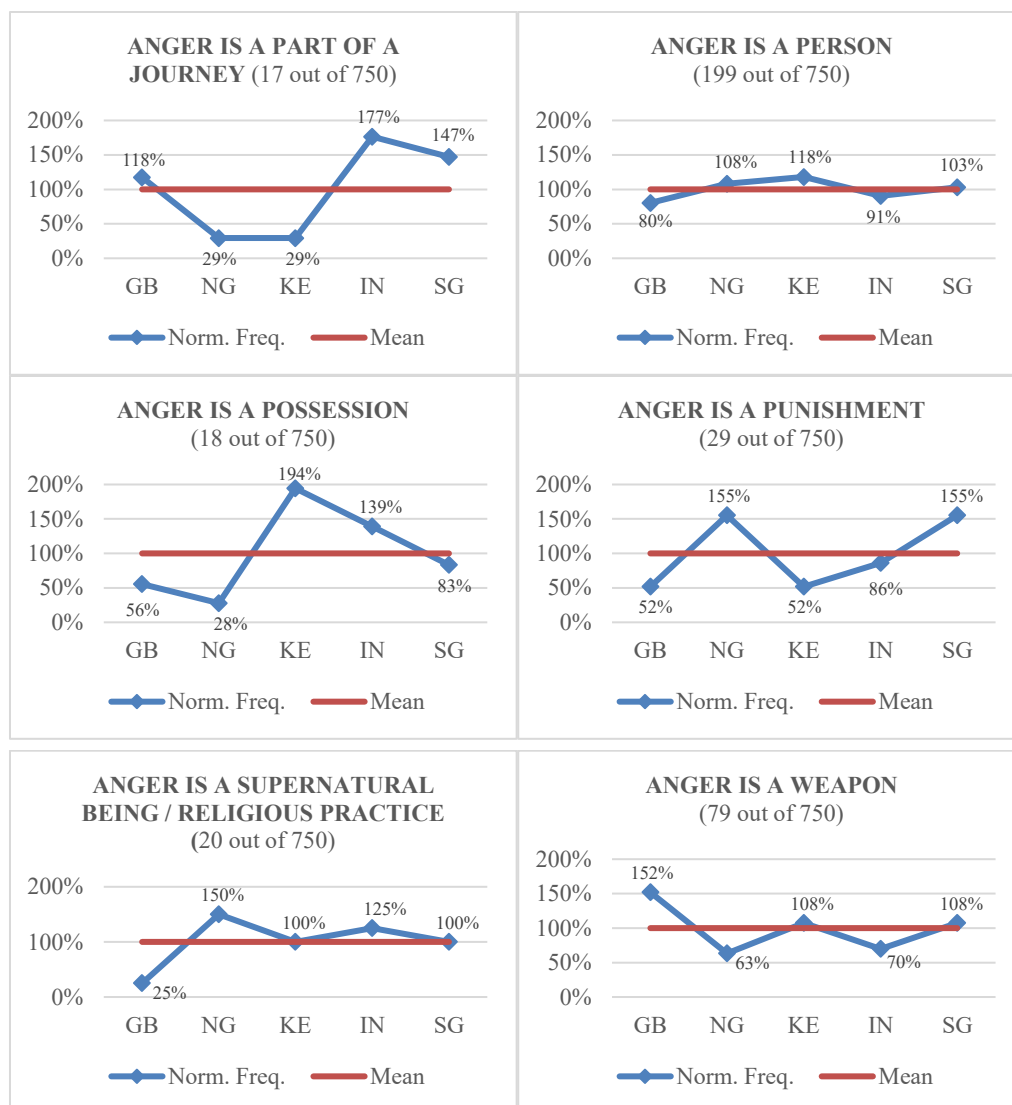 ANGER IS A PART OF A
JOURNEY (17 out of 750)
200%
150%
100%
50%
0%
118%
29%
29%
177%
147%
GB NG KE IN SG
Norm. Freq. Mean
ANGER IS A PERSON
(199 out of 750)
200%
150%
100%
50%
00%
80%
108%
118%
91%
103%
GB NG KE IN SG
Norm. Freq. Mean
ANGER IS A POSSESSION
(18 out of 750)
200%
150%
100%
50%
0%
56%
28%
194%
139%
83%
GB NG KE IN SG
Norm. Freq. Mean
ANGER IS A PUNISHMENT
(29 out of 750)
200%
150%
100%
50%
0%
52%
155%
52%
86%
155%
GB NG KE IN SG
Norm. Freq. Mean
ANGER IS A SUPERNATURAL
BEING / RELIGIOUS PRACTICE
(20 out of 750)
200%
100%
0%
25%
150%
100%
125%
100%
GB NG KE IN SG
Norm. Freq. Mean
ANGER IS A WEAPON
(79 out of 750)
200%
150%
100%
50%
0%
152%
63%
108%
70%
108%
GB NG KE IN SG
Norm. Freq. Mean